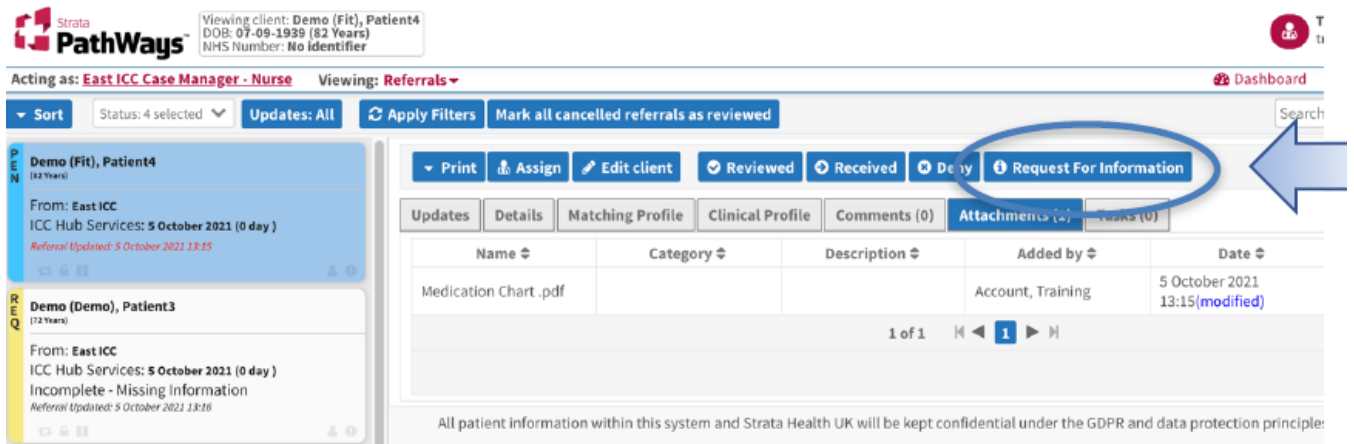 Strata
PathWays
Viewing client: Demo (Fit), Patient4
DOB: 07-09-1939 (82 Years)
NHS Number: No identifier
Acting as: East ICC Case Manager - Nurse Viewing: Referrals
Dashboard
Sort Status: 4 selected Updates: All Apply Filters Mark all cancelled referrals as reviewed Search
PEN
Demo (Fit), Patient4
(82 Years)
From: East ICC
ICC Hub Services: 5 October 2021 (0 day )
Referral Updated: 5 October 2021 13:15
REQ
Demo (Demo), Patient3
(72 Years)
From: East ICC
ICC Hub Services: 5 October 2021 (0 day )
Incomplete - Missing Information
Referral Updated: 5 October 2021 13:16
Print Assign Edit client Reviewed Received Deny Request For Information
Updates Details Matching Profile Clinical Profile Comments (0) Attachments (1) Tasks (0)
Name Category Description Added by Date
Medication Chart .pdf Account, Training 5 October 2021
13:15(modified)
1 of 1 1
All patient information within this system and Strata Health UK will be kept confidential under the GDPR and data protection principles